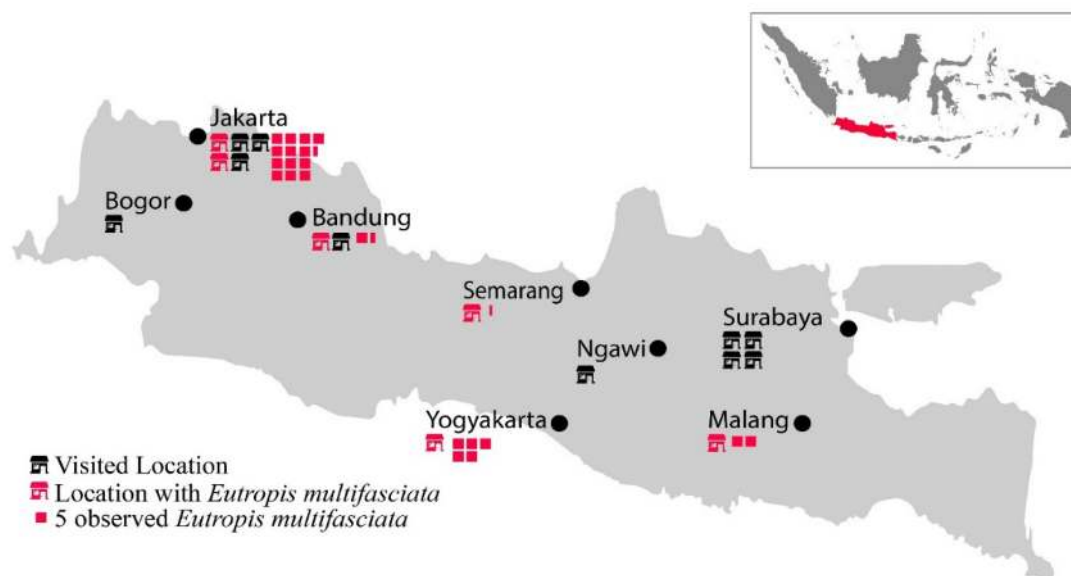 Jakarta
Bogor
Bandung
Semarang
Surabaya
Ngawi
Yogyakarta
Malang
Visited Location
Location with Eutropis multifasciata
5 observed Eutropis multifasciata